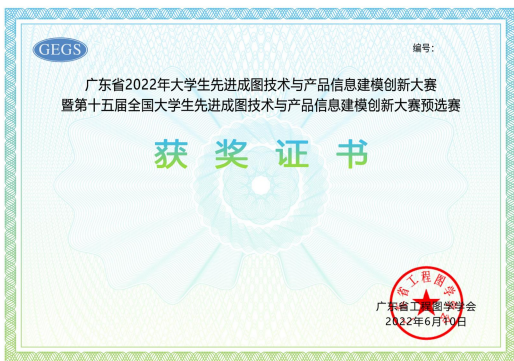 GEGS
编号:
广东省2022年大学生先进成图技术与产品信息建模创新大赛
暨第十五届全国大学生先进成图技术与产品信息建模创新大赛预选赛
获奖证书
广东省工程图学学会
2022年6月10日